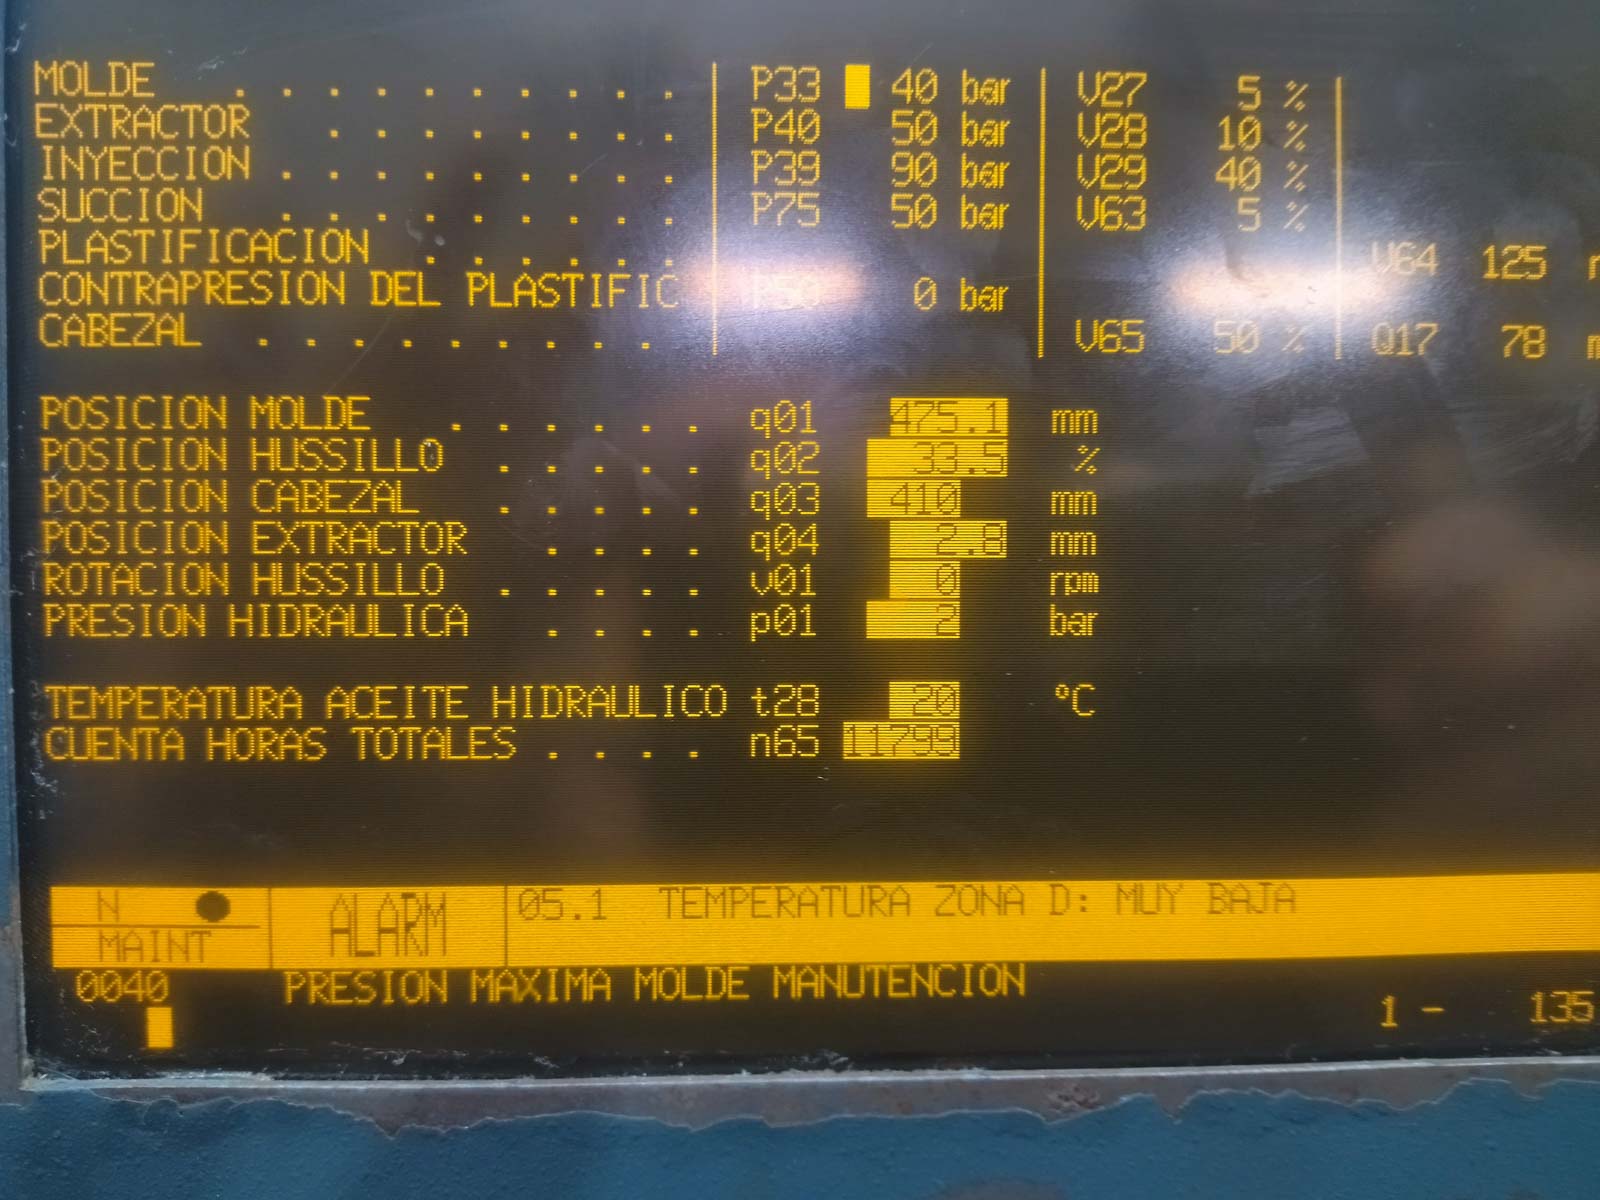 MOLDE . . . . . . . . . . P33 40 bar V27 5 %
EXTRACTOR . . . . . . . . P40 50 bar V28 10 %
INYECCION . . . . . . . . . P39 90 bar V29 40 %
SUCCION . . . . . . . . . P75 50 bar V63 5 %
PLASTIFICACION . . . . . . V64 125
CONTRAPRESION DEL PLASTIFIC 0 bar
CABEZAL . . . . . . . . . V65 50 % Q17 78
POSICION MOLDE . . . . . . q01 475.1 mm
POSICION HUSSILLO . . . . . q02 33.5 %
POSICION CABEZAL . . . . . q03 410 mm
POSICION EXTRACTOR . . . . q04 2.8 mm
ROTACION HUSSILLO . . . . . v01 0 rpm
PRESION HIDRAULICA . . . . p01 2 bar
TEMPERATURA ACEITE HIDRAULICO t28 20 ºC
CUENTA HORAS TOTALES . . . . n65 11799
N ALARM 05.1 TEMPERATURA ZONA D: MUY BAJA
MAINT
0040 PRESION MAXIMA MOLDE MANUTENCION
1 - 135